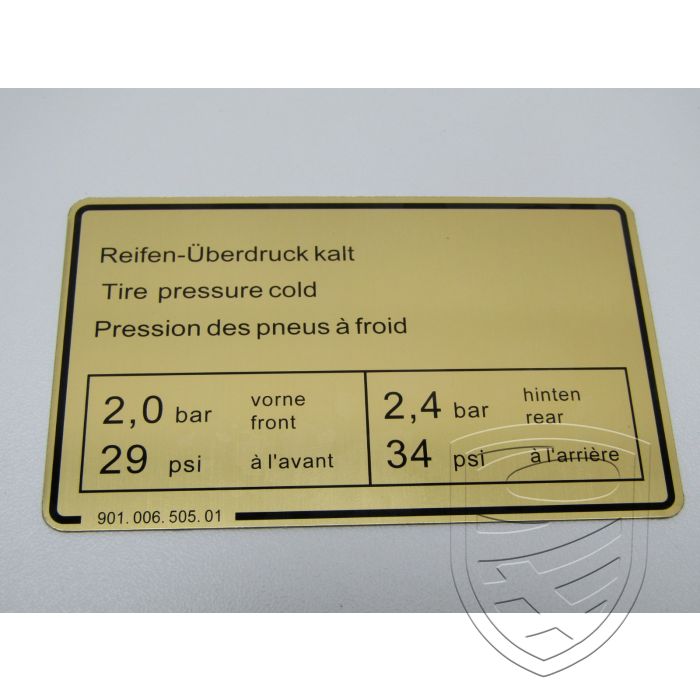 Reifen-Überdruck kalt
Tire pressure cold
Pression des pneus à froid
2,0 bar vorne
front
29 psi à l'avant
2,4 bar hinten
rear
34 psi à l'arrière
901.006.505.01